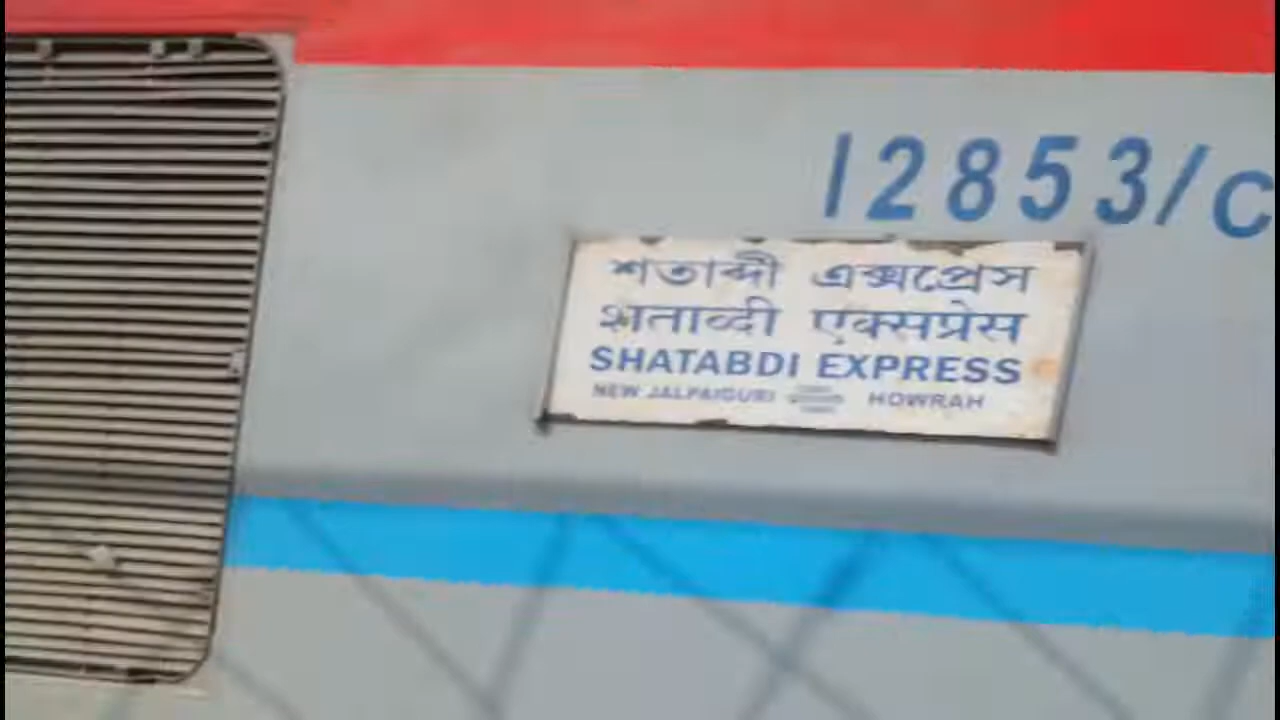 12853/C
শতাব্দী এক্সপ্রেস
शताब्दी एक्सप्रेस
SHATABDI EXPRESS
NEW JALPAIGURI HOWRAH